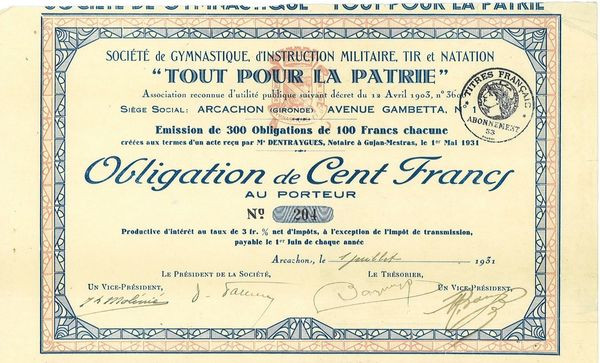 SOCIÉTÉ DE GYMNASTIQUE "TOUT POUR LA PATRIE"
SOCIÉTÉ DE GYMNASTIQUE, d'INSTRUCTION MILITAIRE, TIR et NATATION
"TOUT POUR LA PATRIE"
Association reconnue d'utilité publique suivant décret du 12 Avril 1903, n° 360
SIÈGE SOCIAL: ARCACHON (GIRONDE), AVENUE GAMBETTA, 7
TITRES FRANÇAIS
ABONNEMENT
33
Emission de 300 Obligations de 100 Francs chacune
créées aux termes d'un acte reçu par Me DENTRAYGUES, Notaire à Gujan-Mestras, le 1er Mai 1931
Obligation de Cent Francs
AU PORTEUR
No 204
Productive d'intérêt au taux de 3 fr. % net d'impôts, à l'exception de l'impôt de transmission,
payable le 1er Juin de chaque année
Arcachon, le 1 juillet 1931
LE PRÉSIDENT DE LA SOCIÉTÉ, LE TRÉSORIER,
UN VICE-PRÉSIDENT, UN VICE-PRÉSIDENT,